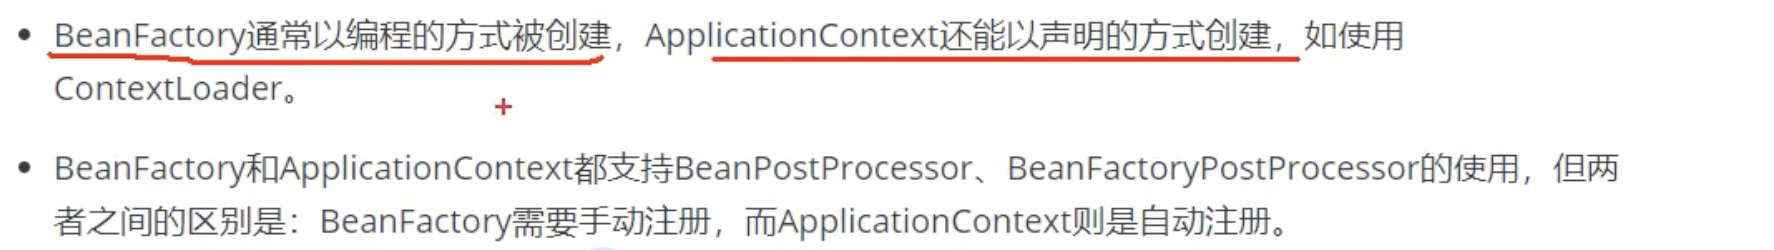 BeanFactory通常以编程的方式被创建，ApplicationContext还能以声明的方式创建，如使用
ContextLoader。
BeanFactory和ApplicationContext都支持BeanPostProcessor、BeanFactoryPostProcessor的使用，但两
者之间的区别是：BeanFactory需要手动注册，而ApplicationContext则是自动注册。